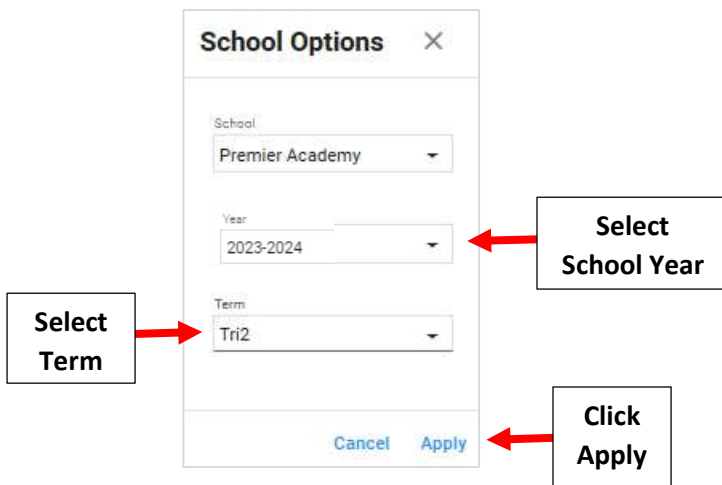 School Options
School
Premier Academy
Year
2023-2024
Select
School Year
Term
Tri2
Select
Term
Cancel Apply
Click
Apply